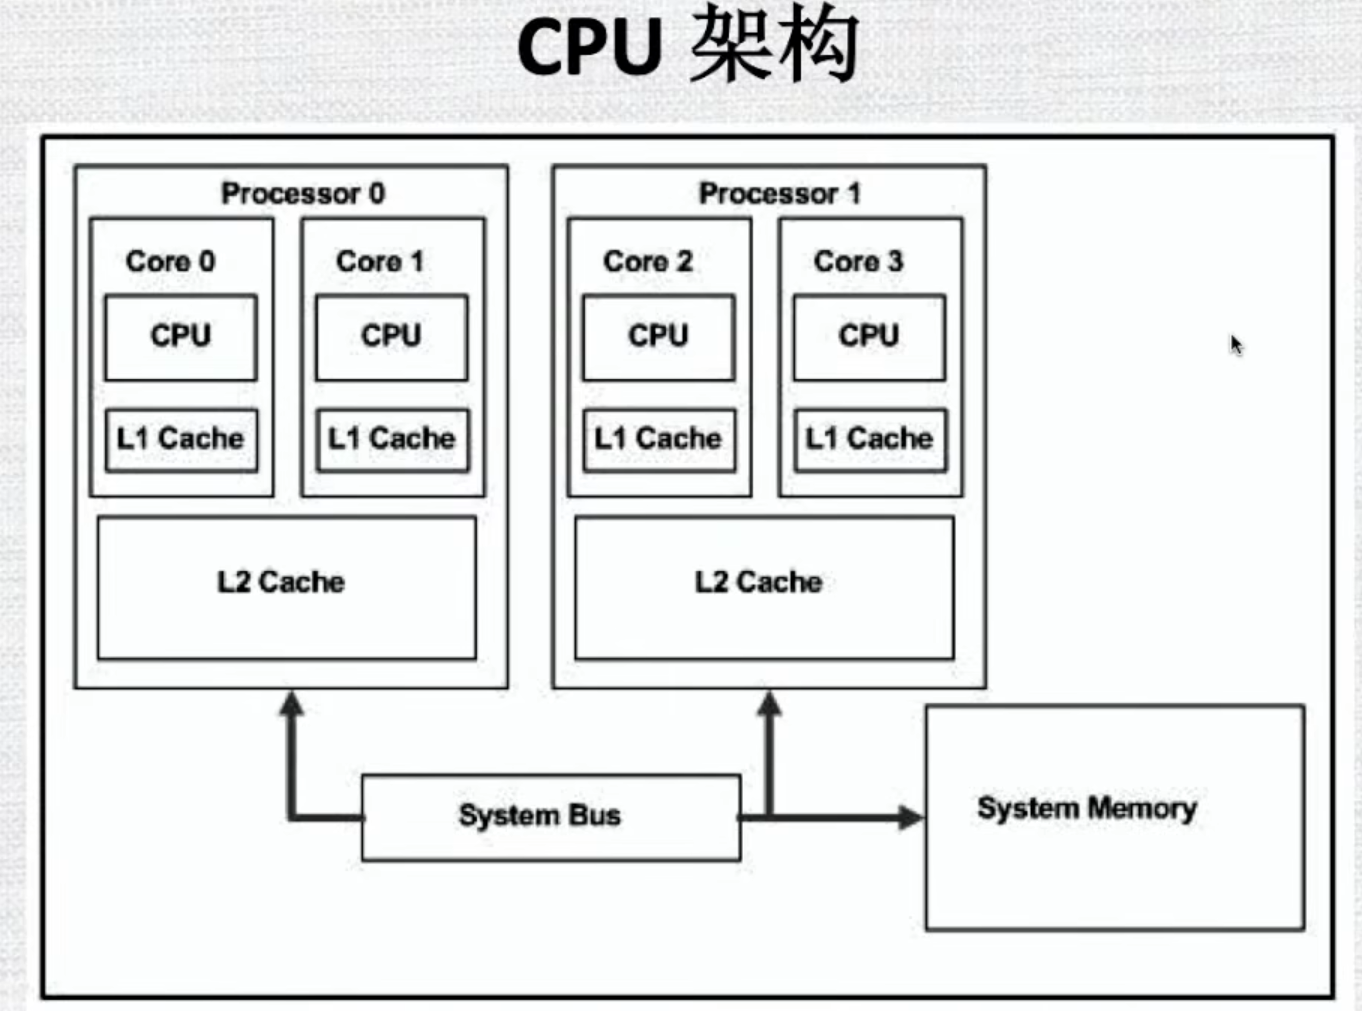 CPU 架构
Processor 0
Core 0
CPU
L1 Cache
Core 1
CPU
L1 Cache
L2 Cache
Processor 1
Core 2
CPU
L1 Cache
Core 3
CPU
L1 Cache
L2 Cache
System Bus
System Memory